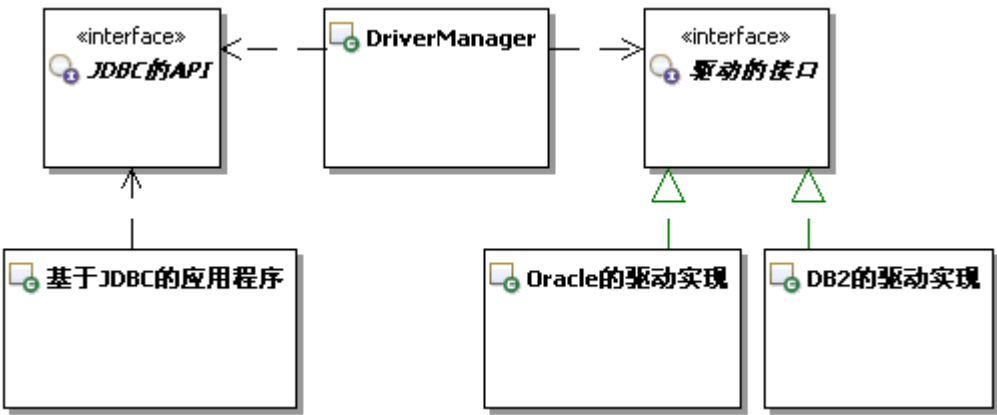 «interface»
JDBC的API
DriverManager
«interface»
驱动的接口
基于JDBC的应用程序
Oracle的驱动实现
DB2的驱动实现